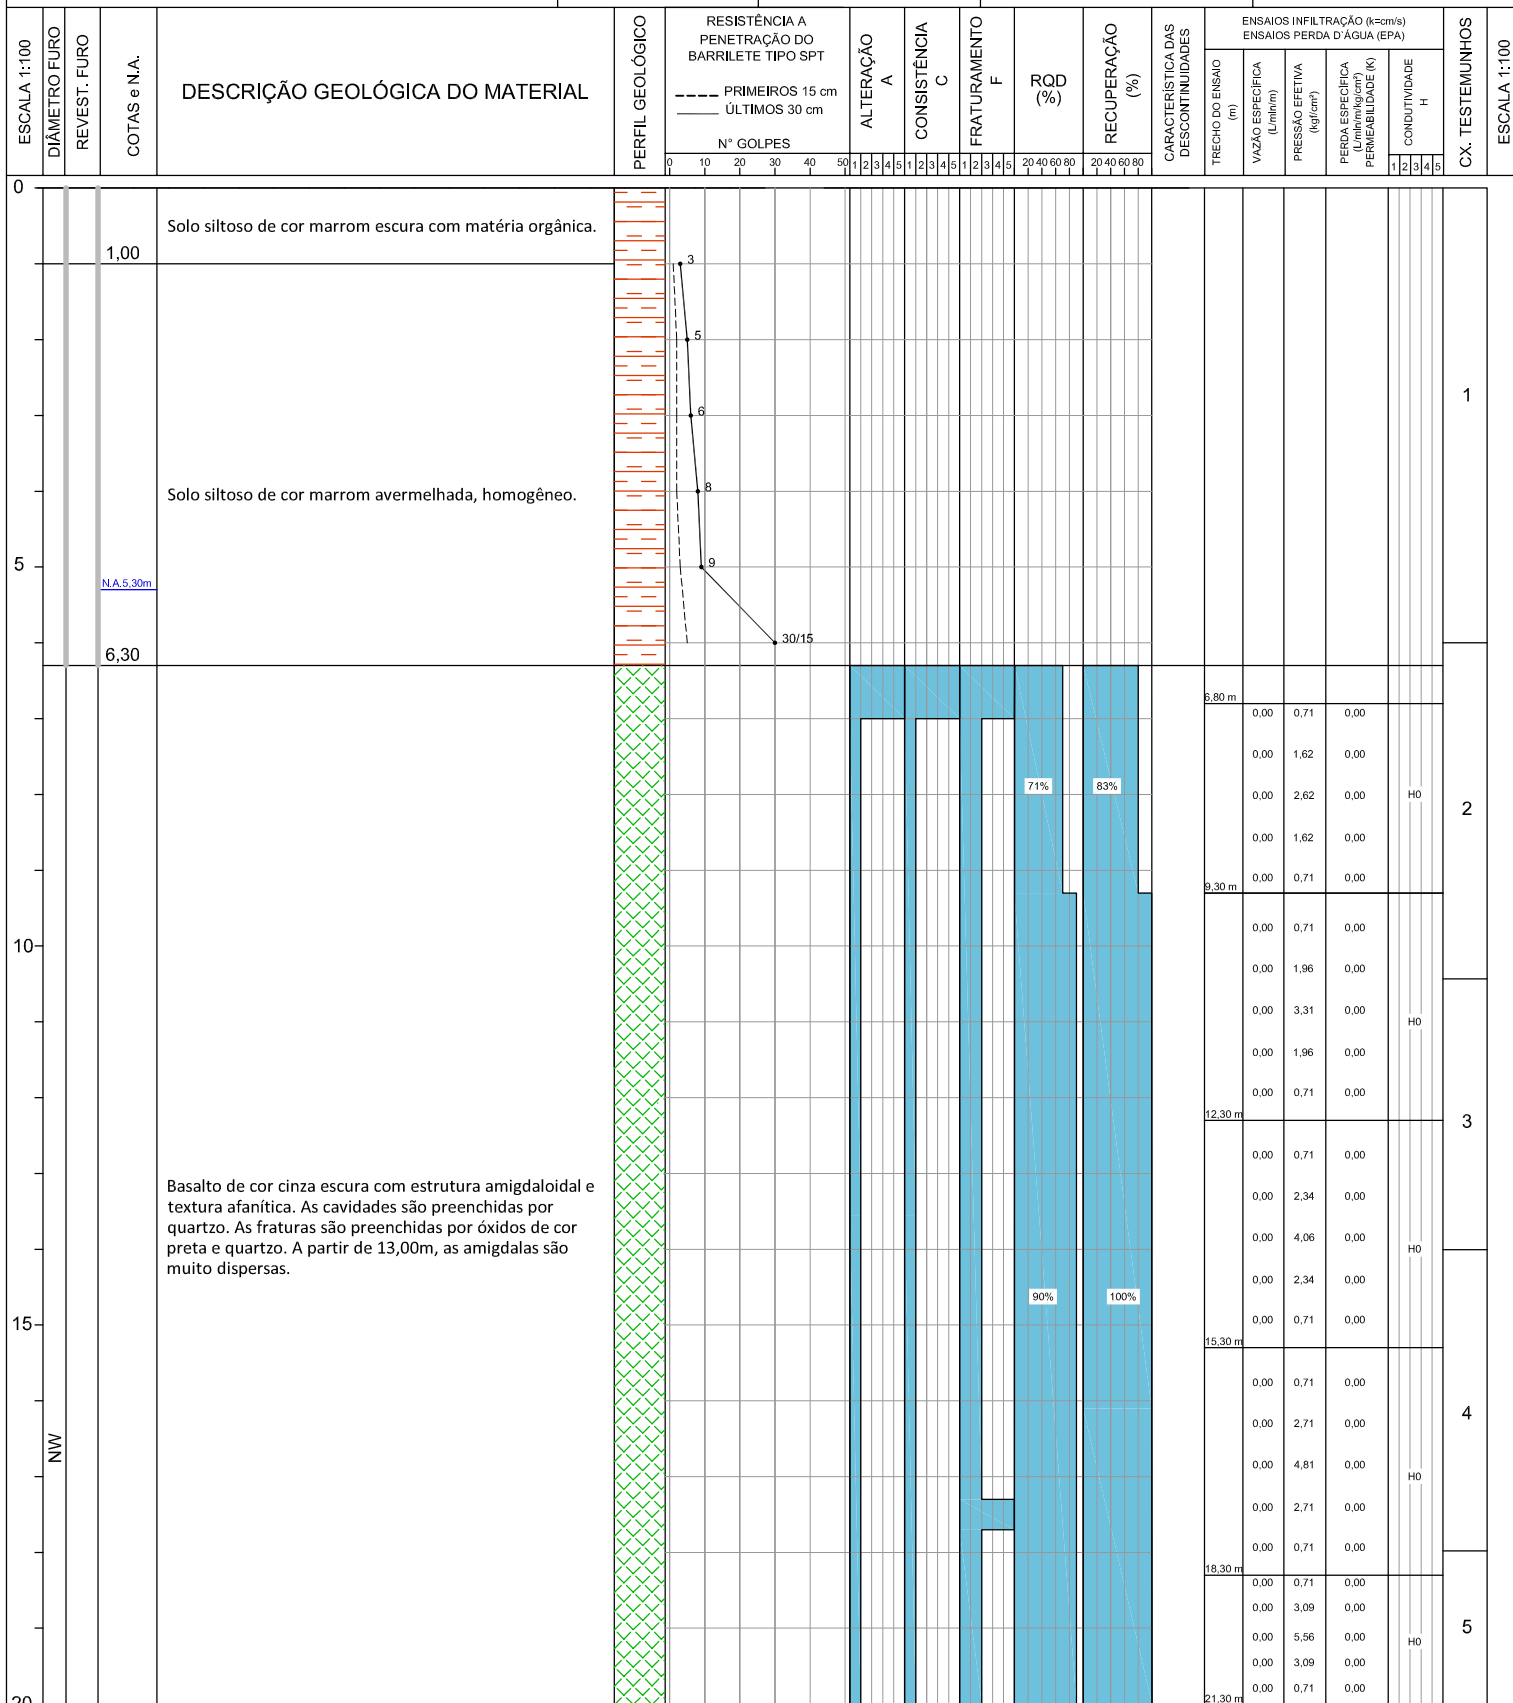 ESCALA 1:100
DIÂMETRO FURO
REVEST. FURO
COTAS e N.A.
DESCRIÇÃO GEOLÓGICA DO MATERIAL
PERFIL GEOLÓGICO
RESISTÊNCIA A
PENETRAÇÃO DO
BARRILETE TIPO SPT
PRIMEIROS 15 cm
ÚLTIMOS 30 cm
N° GOLPES
0 10 20 30 40 50
ALTERAÇÃO
A
1 2 3 4 5
CONSISTÊNCIA
C
1 2 3 4 5
FRATURAMENTO
F
1 2 3 4 5
RQD
(%)
20 40 60 80
RECUPERAÇÃO
(%)
20 40 60 80
CARACTERÍSTICA DAS
DESCONTINUIDADES
ENSAIOS INFILTRAÇÃO (k=cm/s)
ENSAIOS PERDA D`ÁGUA (EPA)
TRECHO DO ENSAIO
(m)
VAZÃO ESPECÍFICA
(L/min/m)
PRESSÃO EFETIVA
(kgf/cm²)
PERDA ESPECÍFICA
(L/min/m/kg/cm²)
PERMEABILIDADE (K)
CONDUTIVIDADE
H
1 2 3 4 5
CX. TESTEMUNHOS
ESCALA 1:100
0
Solo siltoso de cor marrom escura com matéria orgânica.
1,00
3
5
6
1
Solo siltoso de cor marrom avermelhada, homogêneo.
8
5
9
N.A.5,30m
30/15
6,30
6,80 m
0,00 0,71 0,00
0,00 1,62 0,00
71% 83%
0,00 2,62 0,00 H0
2
0,00 1,62 0,00
0,00 0,71 0,00
9,30 m
0,00 0,71 0,00
10
0,00 1,96 0,00
0,00 3,31 0,00
H0
0,00 1,96 0,00
0,00 0,71 0,00
12,30 m
3
0,00 0,71 0,00
Basalto de cor cinza escura com estrutura amigdaloidal e
textura afanítica. As cavidades são preenchidas por
quartzo. As fraturas são preenchidas por óxidos de cor
preta e quartzo. A partir de 13,00m, as amigdalas são
muito dispersas.
0,00 2,34 0,00
0,00 4,06 0,00
H0
0,00 2,34 0,00
90% 100%
0,00 0,71 0,00
15
15,30 m
0,00 0,71 0,00
4
0,00 2,71 0,00
NW
0,00 4,81 0,00
H0
0,00 2,71 0,00
0,00 0,71 0,00
18,30 m
0,00 0,71 0,00
0,00 3,09 0,00
5
0,00 5,56 0,00 H0
0,00 3,09 0,00
0,00 0,71 0,00
21,30 m
20